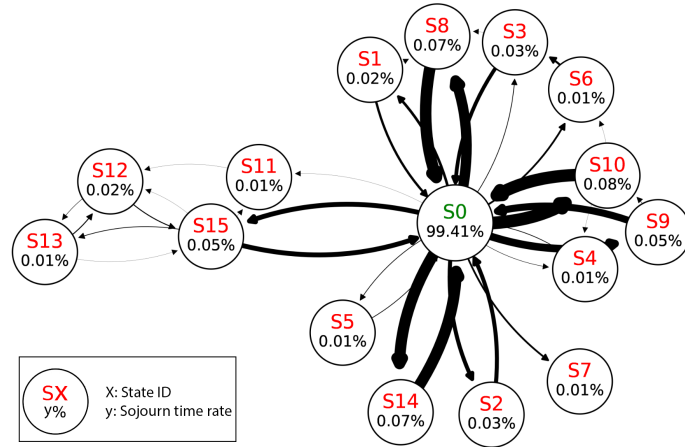 S8
0.07%
S3
0.03%
S1
0.02%
S6
0.01%
S12
0.02%
S11
0.01%
S10
0.08%
S0
99.41%
S9
0.05%
S13
0.01%
S15
0.05%
S4
0.01%
S5
0.01%
S7
0.01%
S14
0.07%
S2
0.03%
SX
y%
X: State ID
y: Sojourn time rate